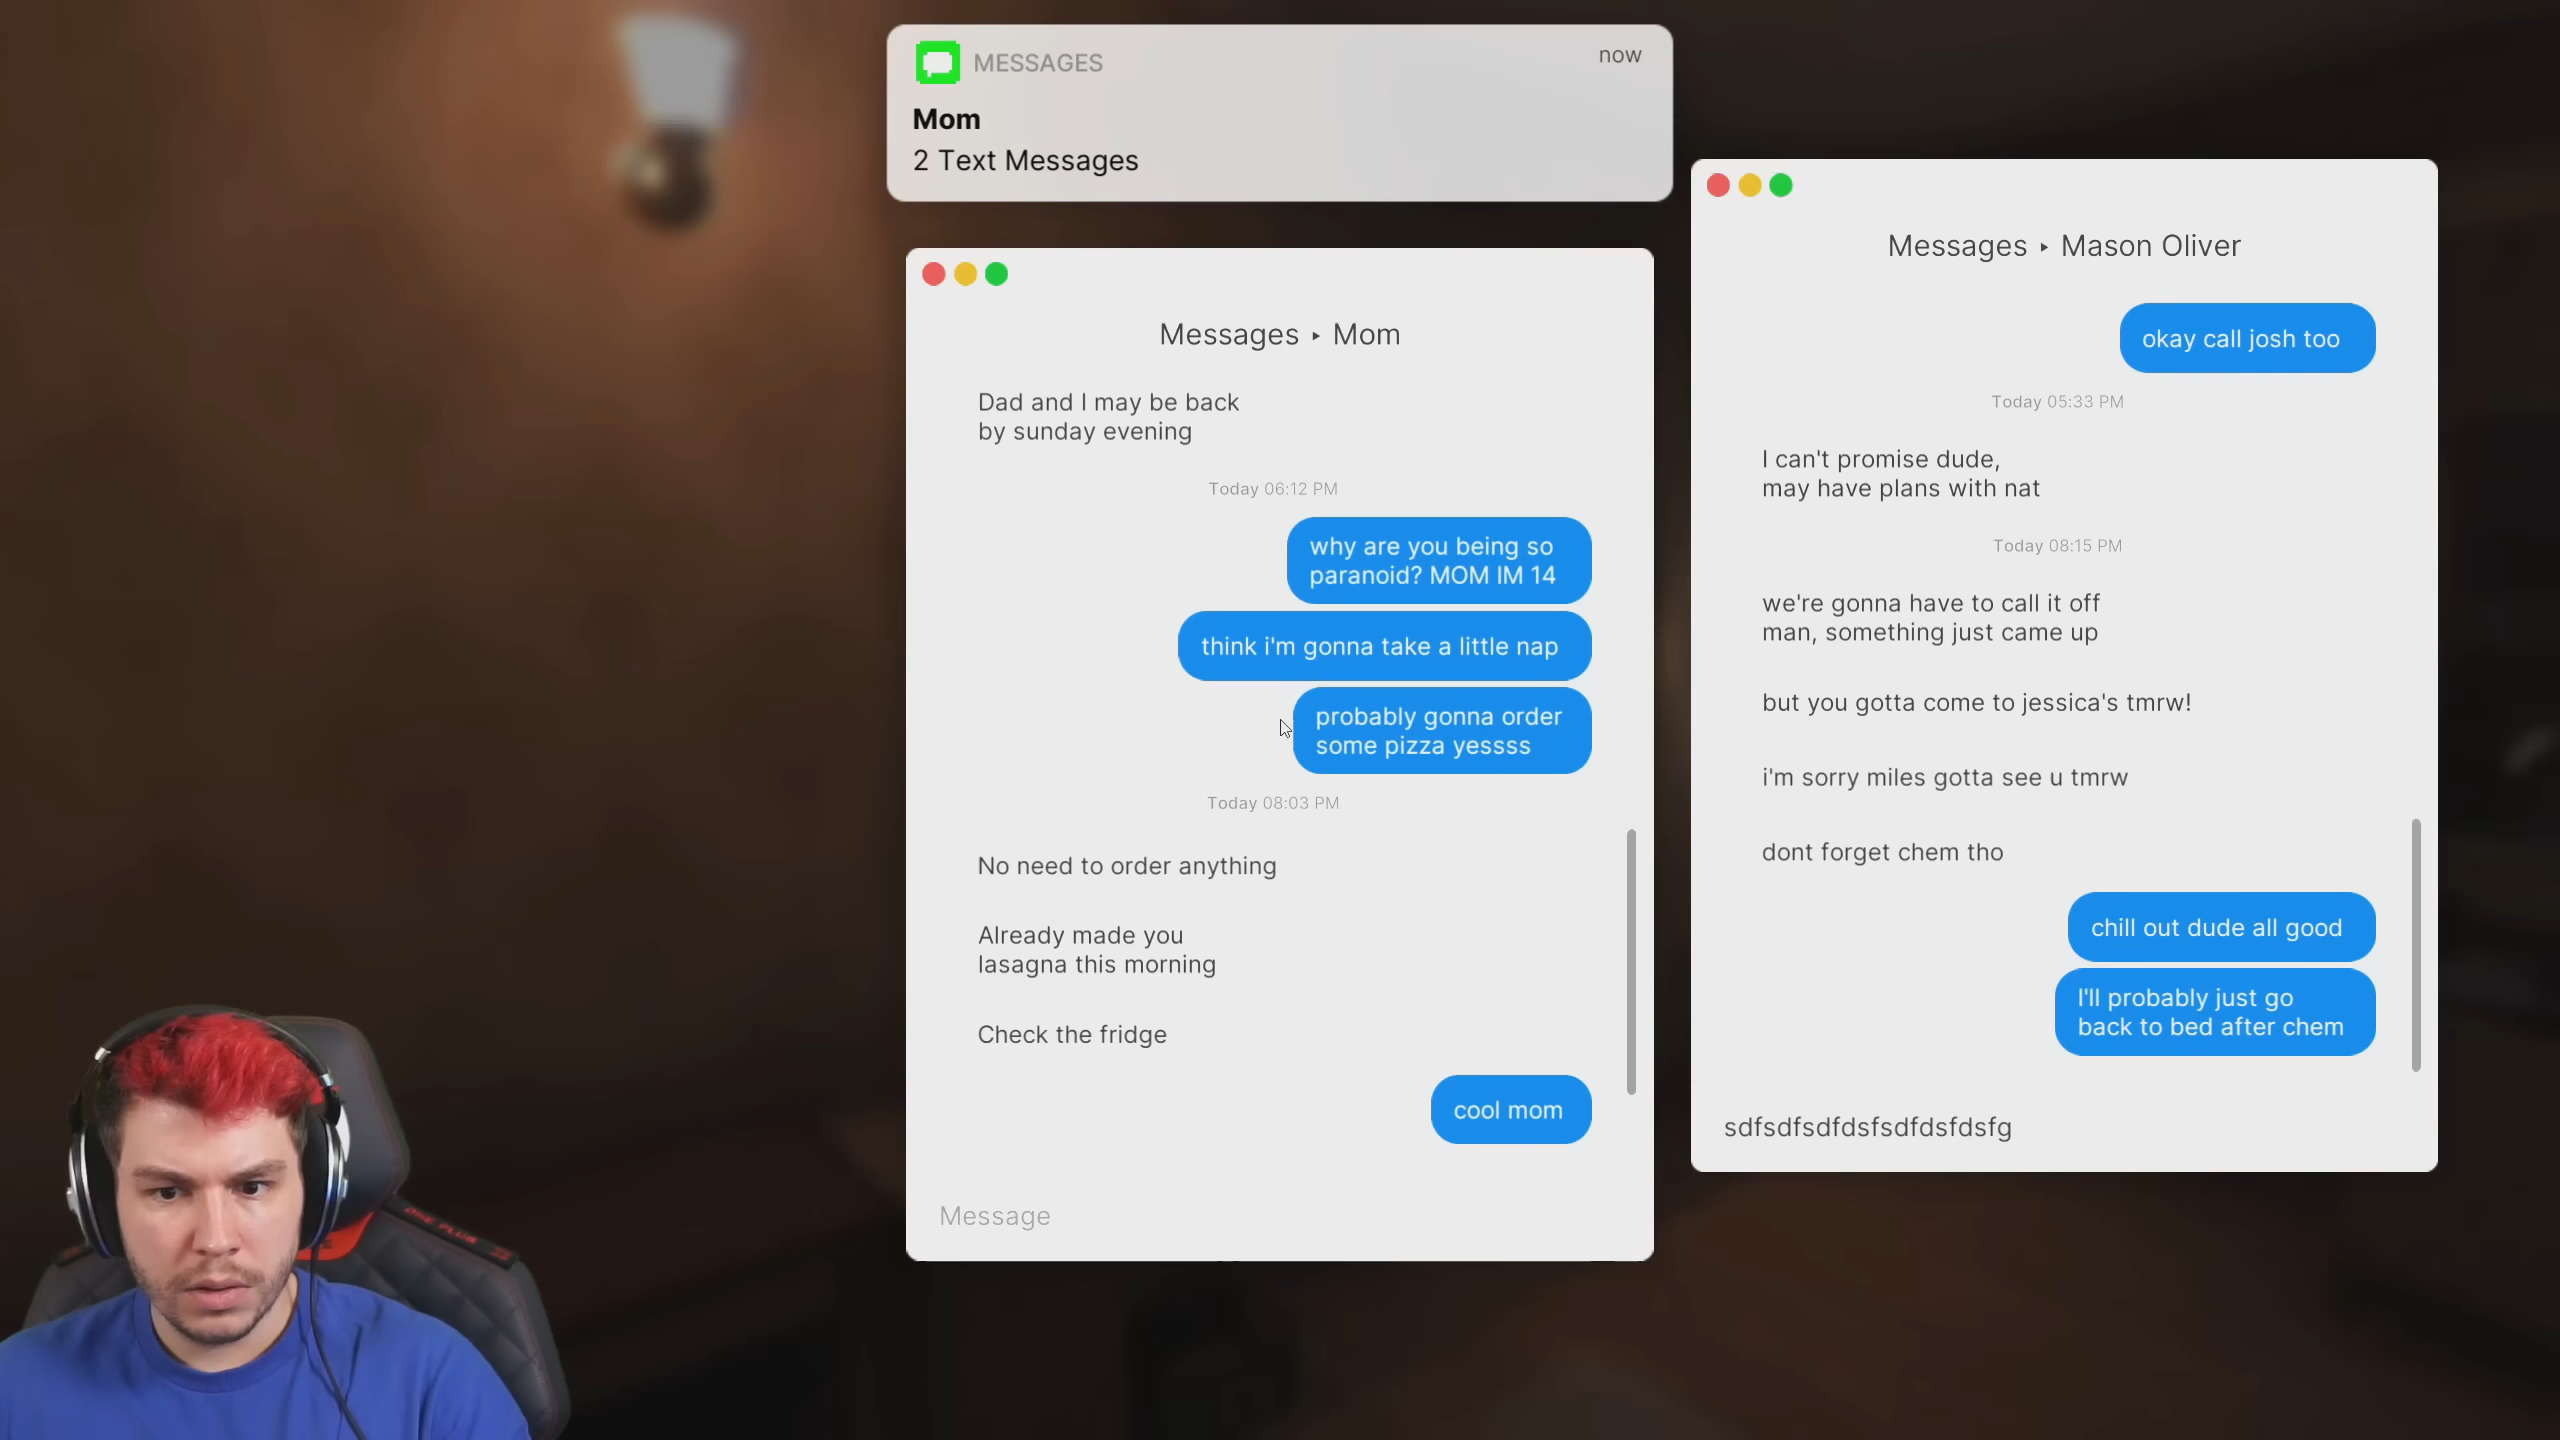 MESSAGES
now
Mom
2 Text Messages
Messages ▸ Mom
Dad and I may be back
by sunday evening
Today 06:12 PM
why are you being so
paranoid? MOM IM 14
think i'm gonna take a little nap
probably gonna order
some pizza yessss
Today 08:03 PM
No need to order anything
Already made you
lasagna this morning
Check the fridge
cool mom
Message
Messages ▸ Mason Oliver
okay call josh too
Today 05:33 PM
I can't promise dude,
may have plans with nat
Today 08:15 PM
we're gonna have to call it off
man, something just came up
but you gotta come to jessica's tmrw!
i'm sorry miles gotta see u tmrw
dont forget chem tho
chill out dude all good
I'll probably just go
back to bed after chem
sdfsdfsdfdsfsdfdsfdsfg